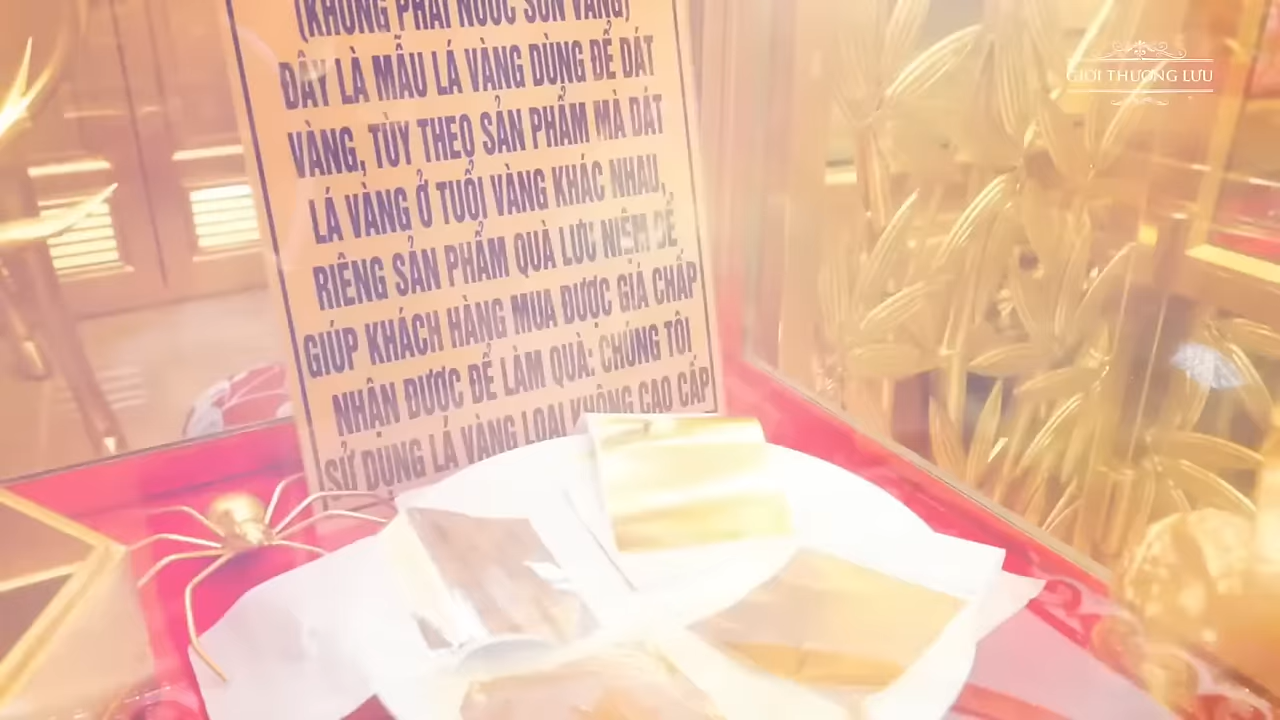 (KHÔNG PHẢI NƯỚC SƠN VÀNG)
ĐÂY LÀ MẪU LÁ VÀNG DÙNG ĐỂ DÁT
VÀNG, TÙY THEO SẢN PHẨM MÀ DÁT
LÁ VÀNG Ở TUỔI VÀNG KHÁC NHAU,
RIÊNG SẢN PHẨM QUÀ LƯU NIỆM ĐỂ
GIÚP KHÁCH HÀNG MUA ĐƯỢC GIÁ CHẤP
NHẬN ĐƯỢC ĐỂ LÀM QUÀ: CHÚNG TÔI
SỬ DỤNG LÁ VÀNG LOẠI KHÔNG CAO CẤP
GIỚI THƯỢNG LƯU